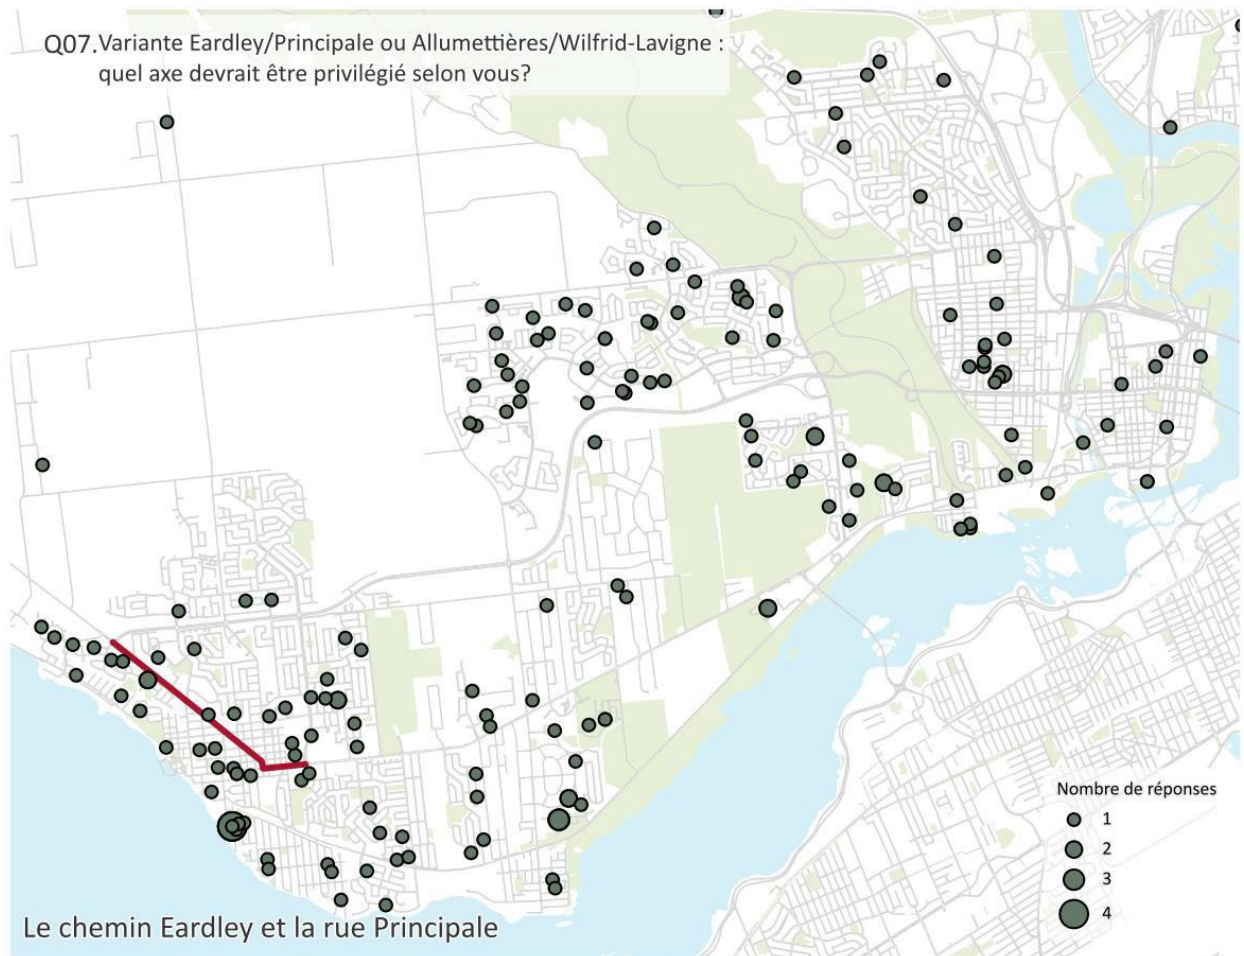 Q07.Variante Eardley/Principale ou Allumettières/Wilfrid-Lavigne :
quel axe devrait être privilégié selon vous?
Nombre de réponses
1
2
3
4
Le chemin Eardley et la rue Principale